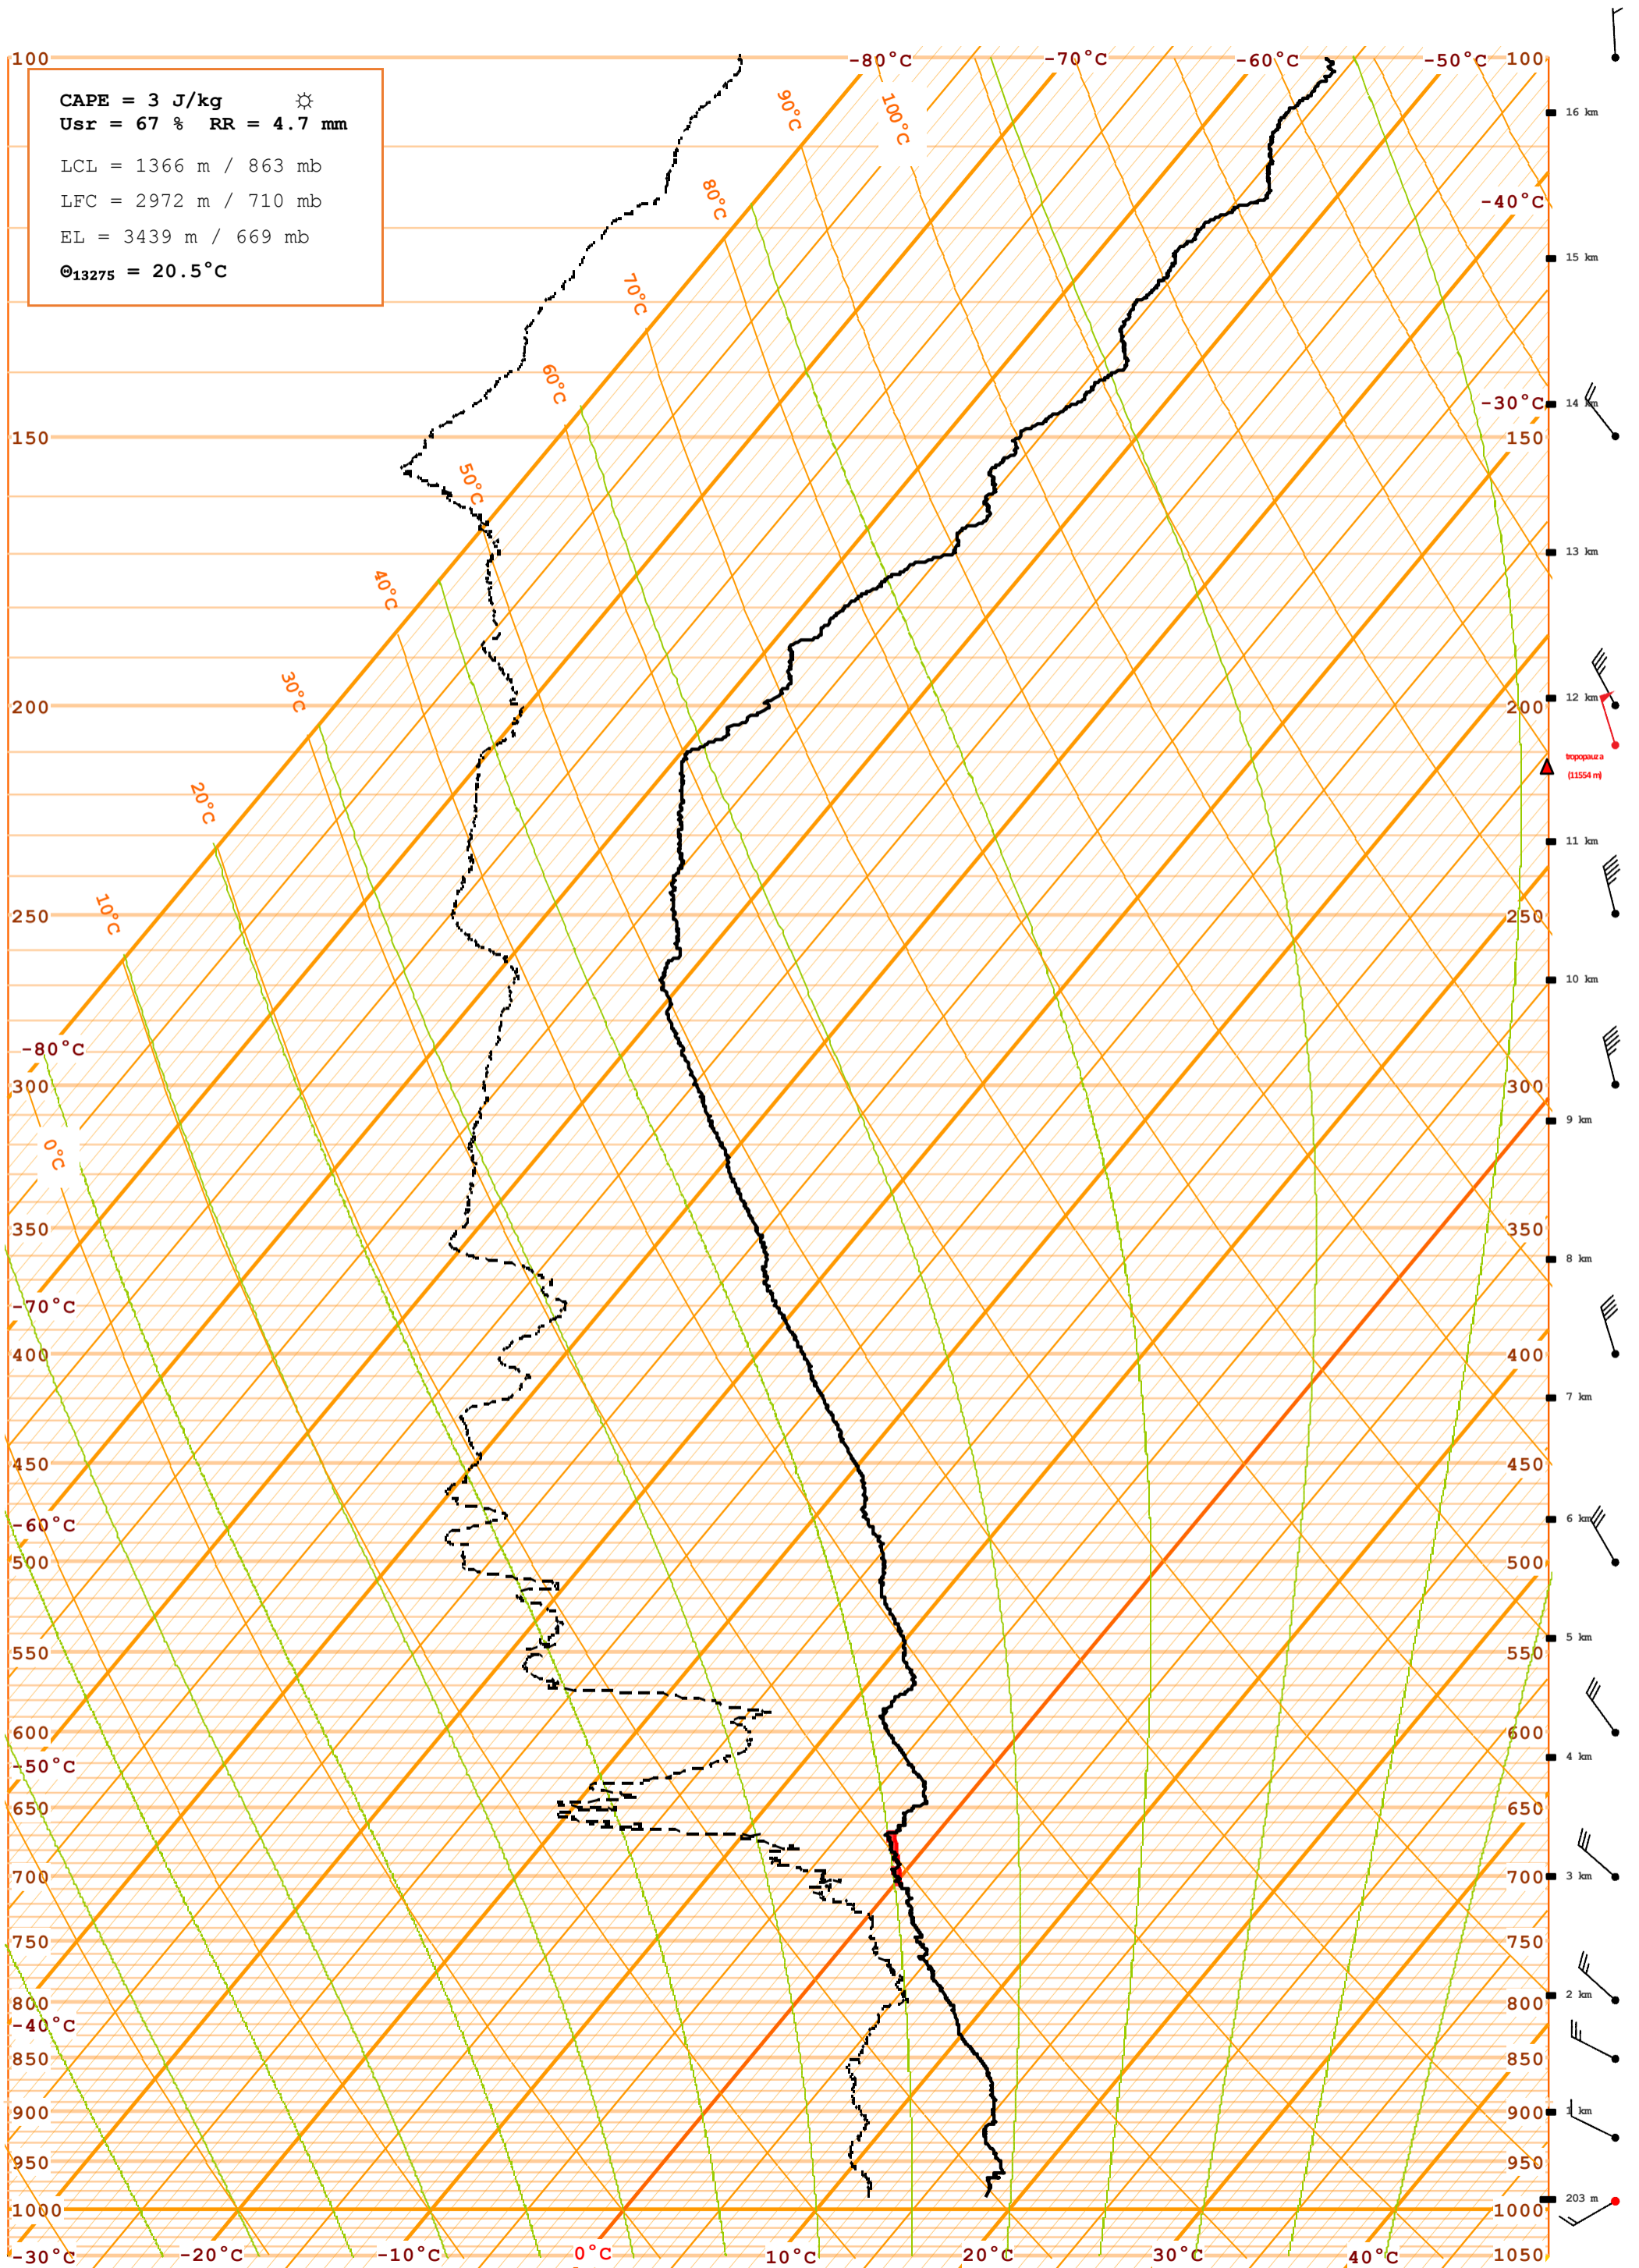 -80°C -70°C -60°C -50°C
100 100
CAPE = 3 J/kg ☼
Usr = 67 % RR = 4.7 mm
LCL = 1366 m / 863 mb
LFC = 2972 m / 710 mb
EL = 3439 m / 669 mb
Θ13275 = 20.5°C
90°C 100°C
16 km
80°C
-40°C
15 km
70°C
60°C
-30°C
14 km
150 150
50°C
13 km
40°C
30°C
12 km
200 200
tropopauza
(11554 m)
20°C
11 km
10°C
250 250
10 km
-80°C
300 300
9 km
0°C
350 350
8 km
-70°C
400 400
7 km
450 450
-60°C
6 km
500 500
5 km
550 550
600 600
4 km
-50°C
650 650
700 700
3 km
750 750
2 km
800 800
-40°C
850 850
900 900
1 km
950 950
203 m
1000 1000
-30°C -20°C -10°C 0°C 10°C 20°C 30°C 40°C 1050